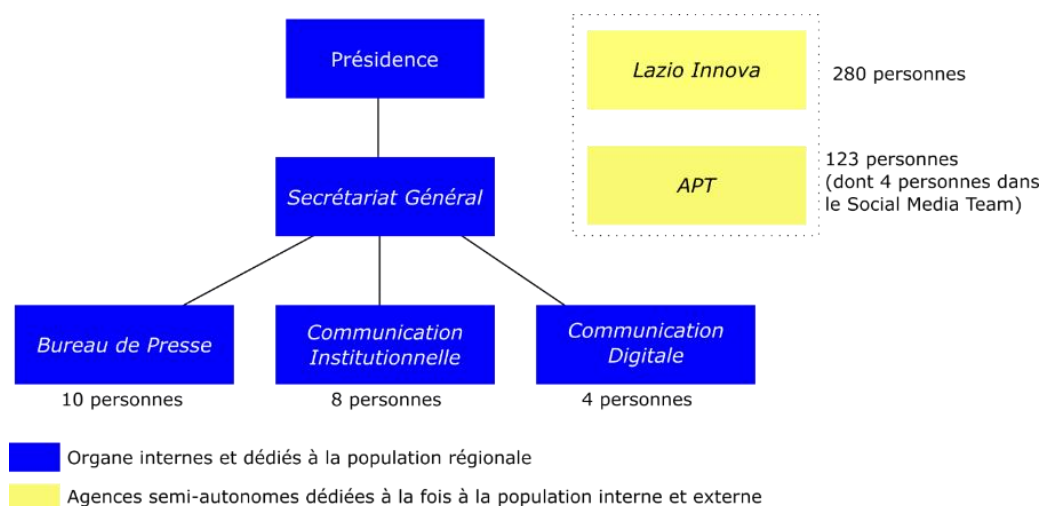 Présidence
Lazio Innova
280 personnes
Secrétariat Général
APT
123 personnes
(dont 4 personnes dans
le Social Media Team)
Bureau de Presse
Communication
Institutionnelle
Communication
Digitale
10 personnes
8 personnes
4 personnes
Organe internes et dédiés à la population régionale
Agences semi-autonomes dédiées à la fois à la population interne et externe